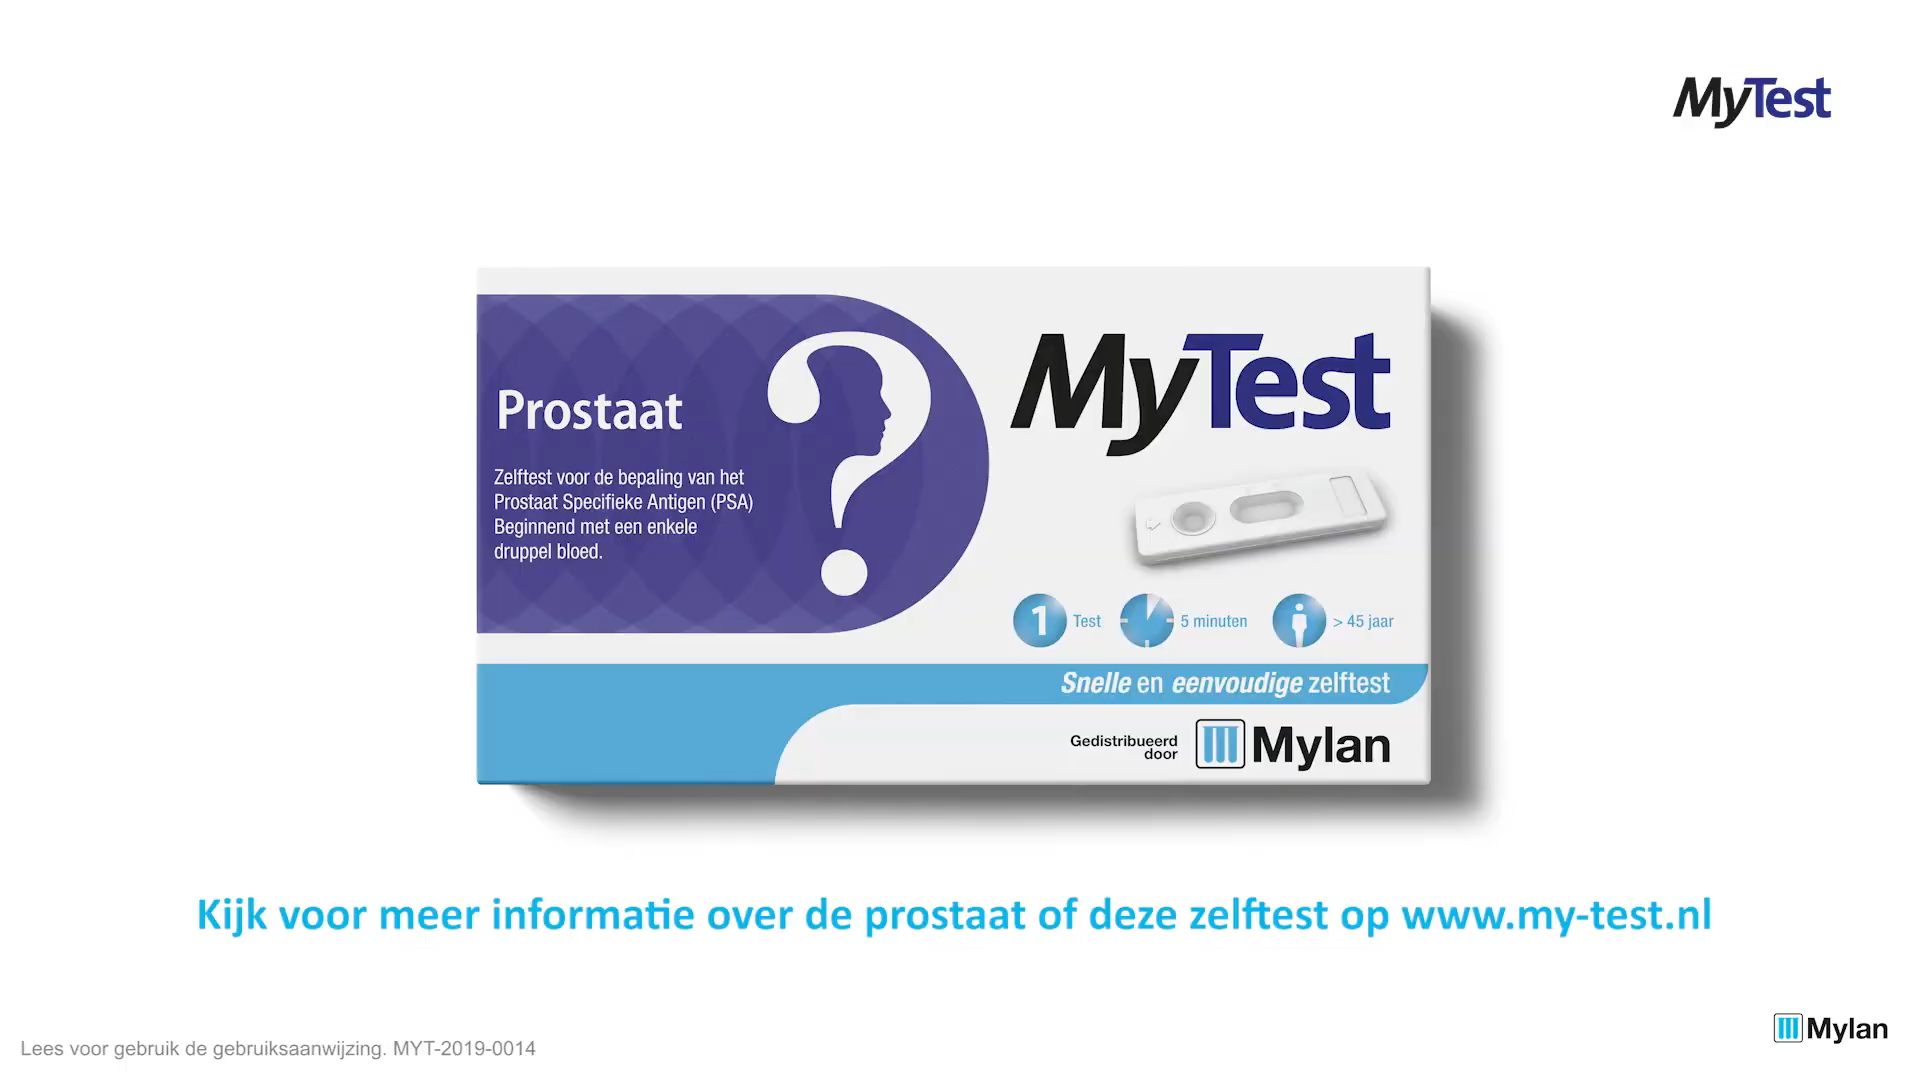 MyTest
Prostaat
Zelftest voor de bepaling van het
Prostaat Specifieke Antigen (PSA)
Beginnend met een enkele
druppel bloed.
MyTest
1 Test 5 minuten > 45 jaar
Snelle en eenvoudige zelftest
Gedistribueerd
door
Mylan
Kijk voor meer informatie over de prostaat of deze zelftest op www.my-test.nl
Lees voor gebruik de gebruiksaanwijzing. MYT-2019-0014
Mylan